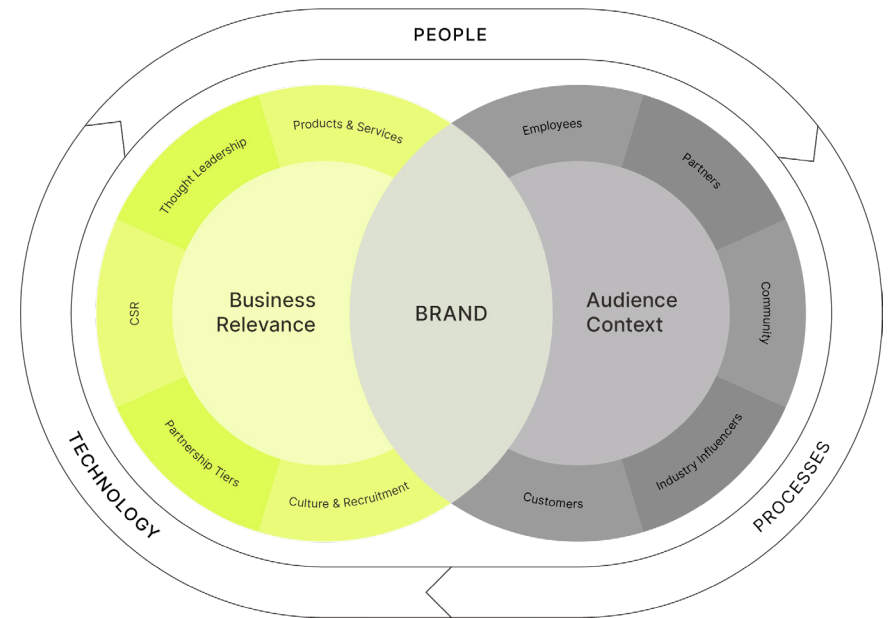 PEOPLE
Products & Services
Employees
Thought Leadership
Partners
CSR
Business
Relevance
BRAND
Audience
Context
Community
Partnership Tiers
Industry Influencers
Culture & Recruitment
Customers
TECHNOLOGY
PROCESSES